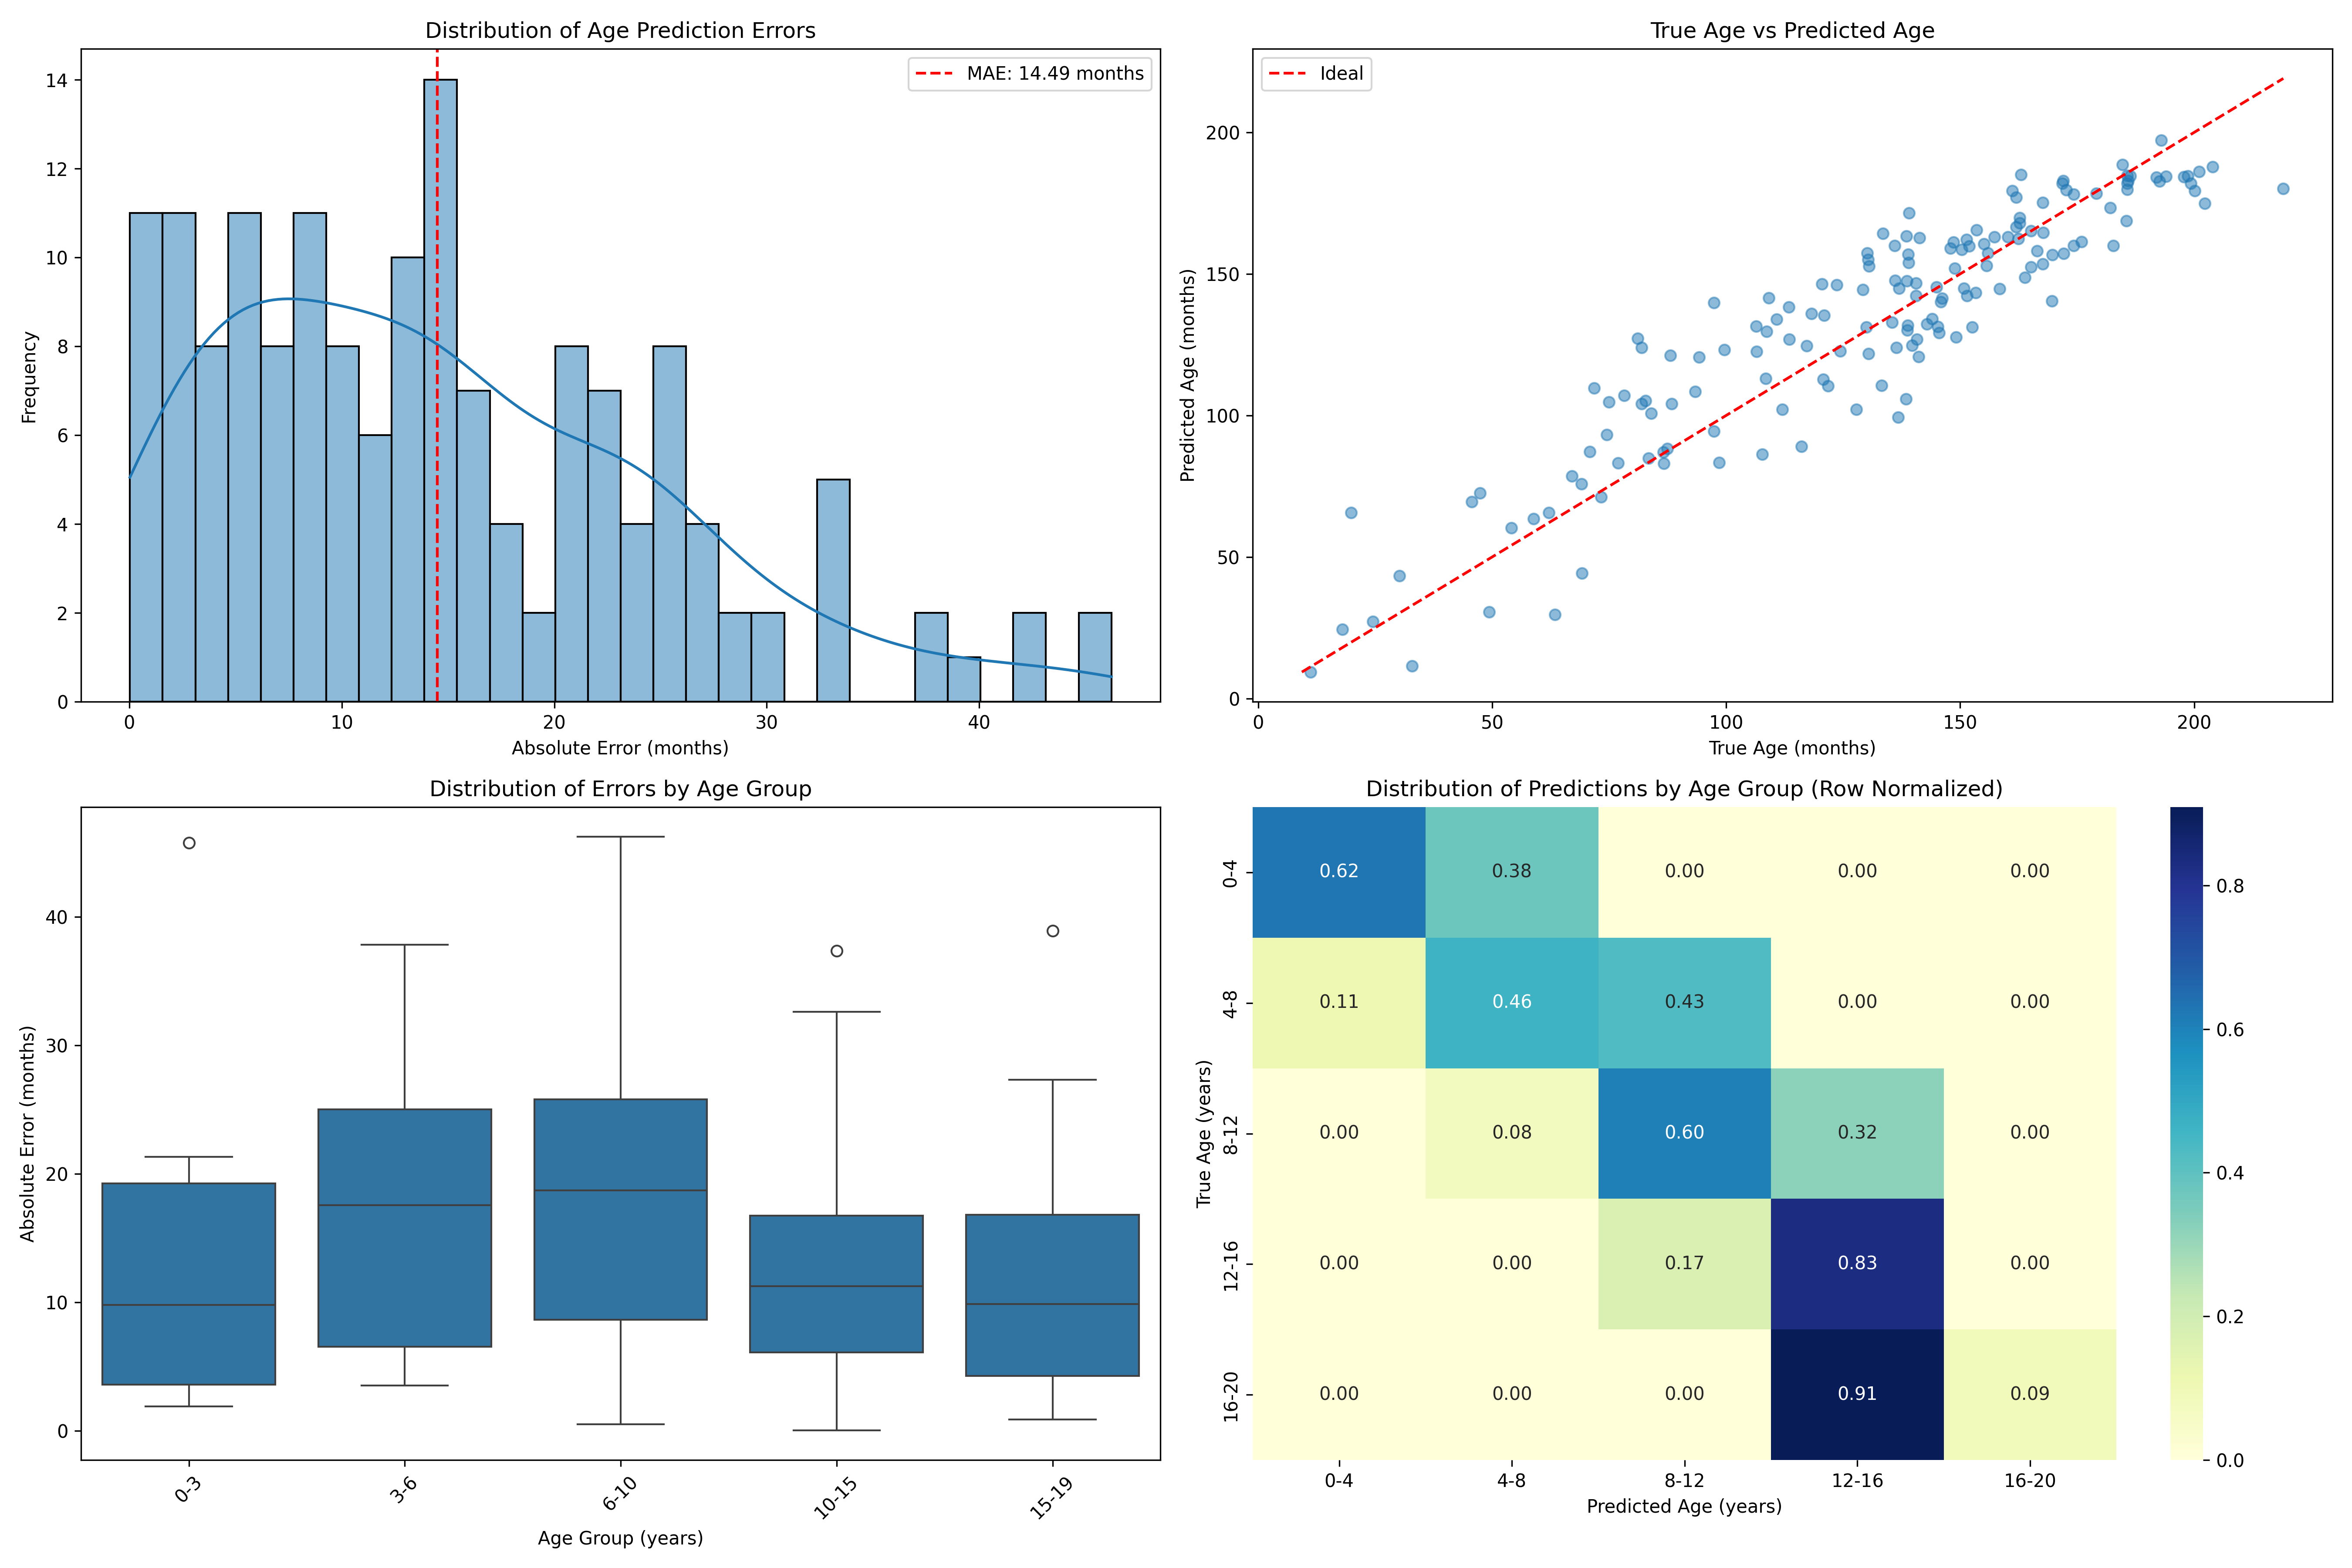 Distribution of Age Prediction Errors
MAE: 14.49 months
Frequency
14
12
10
8
6
4
2
0
0 10 20 30 40
Absolute Error (months)
True Age vs Predicted Age
Ideal
Predicted Age (months)
200
150
100
50
0
0 50 100 150 200
True Age (months)
Distribution of Errors by Age Group
Absolute Error (months)
40
30
20
10
0
0-3 3-6 6-10 10-15 15-19
Age Group (years)
Distribution of Predictions by Age Group (Row Normalized)
True Age (years)
0-4 0.62 0.38 0.00 0.00 0.00
4-8 0.11 0.46 0.43 0.00 0.00
8-12 0.00 0.08 0.60 0.32 0.00
12-16 0.00 0.00 0.17 0.83 0.00
16-20 0.00 0.00 0.00 0.91 0.09
0-4 4-8 8-12 12-16 16-20
Predicted Age (years)
0.8
0.6
0.4
0.2
0.0